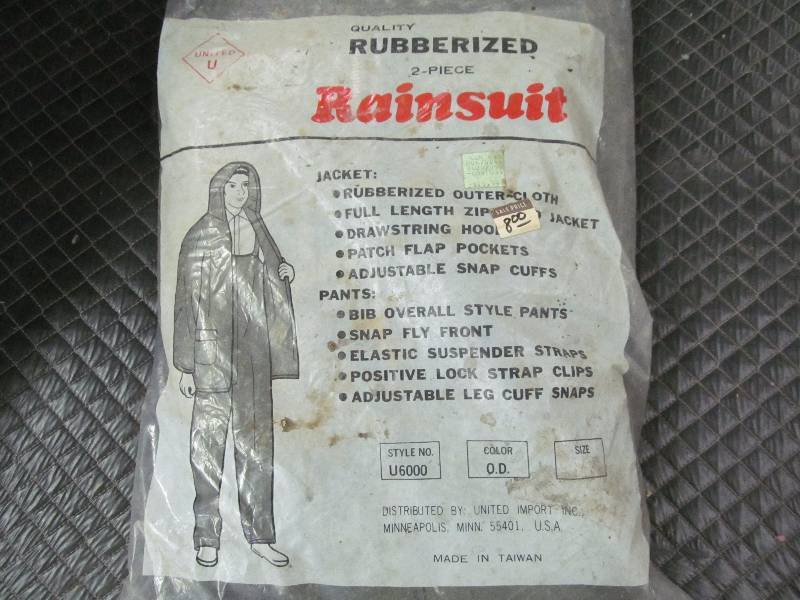 UNITED
U
QUALITY
RUBBERIZED
2-PIECE
Rainsuit
JACKET:
• RUBBERIZED OUTER-CLOTH
• FULL LENGTH ZIP JACKET
• DRAWSTRING HOO
• PATCH FLAP POCKETS
• ADJUSTABLE SNAP CUFFS
SALE PRICE
8.00
PANTS:
• BIB OVERALL STYLE PANTS
• SNAP FLY FRONT
• ELASTIC SUSPENDER STRAPS
• POSITIVE LOCK STRAP CLIPS
• ADJUSTABLE LEG CUFF SNAPS
STYLE NO.
U6000
COLOR
O.D.
SIZE
DISTRIBUTED BY: UNITED IMPORT INC.,
MINNEAPOLIS, MINN. 55401, U.S.A.
MADE IN TAIWAN